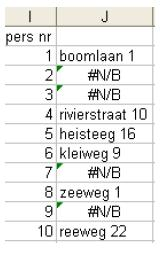 I J
pers nr
1 boomlaan 1
2 #N/B
3 #N/B
4 rivierstraat 10
5 heisteeg 16
6 kleiweg 9
7 #N/B
8 zeeweg 1
9 #N/B
10 reeweg 22